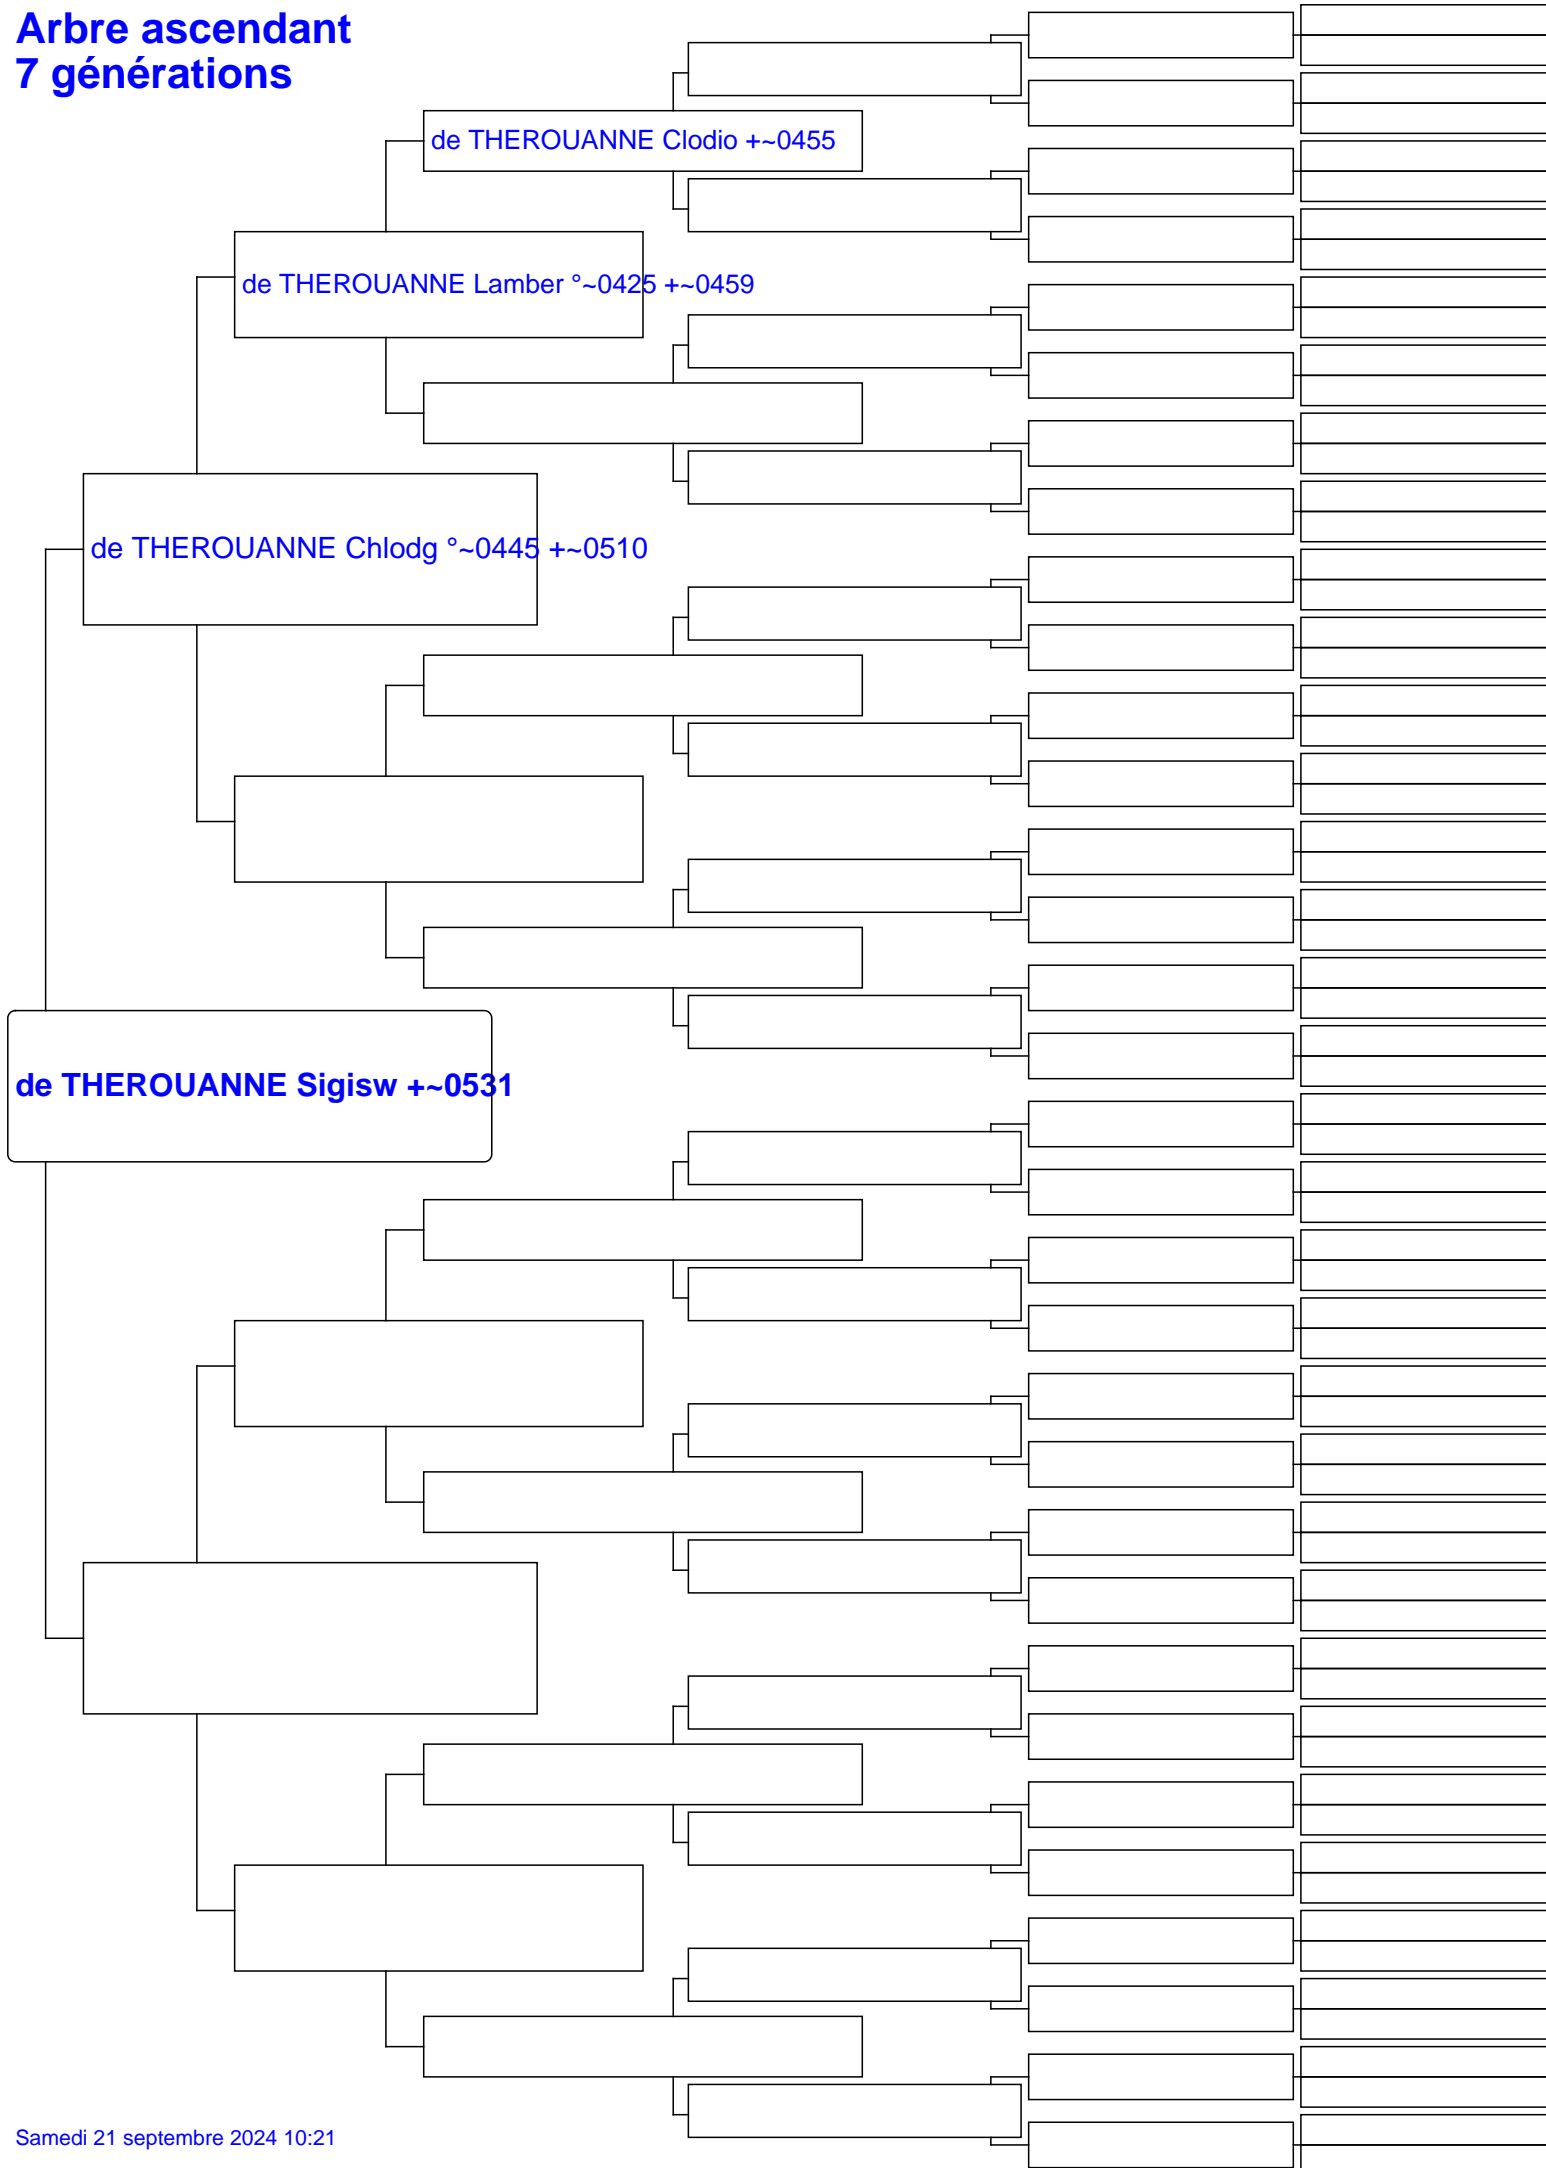 Arbre ascendant
7 générations
de THEROUANNE Clodio +~0455
de THEROUANNE Lamber °~0425 +~0459
de THEROUANNE Chlodg °~0445 +~0510
de THEROUANNE Sigisw +~0531
Samedi 21 septembre 2024 10:21